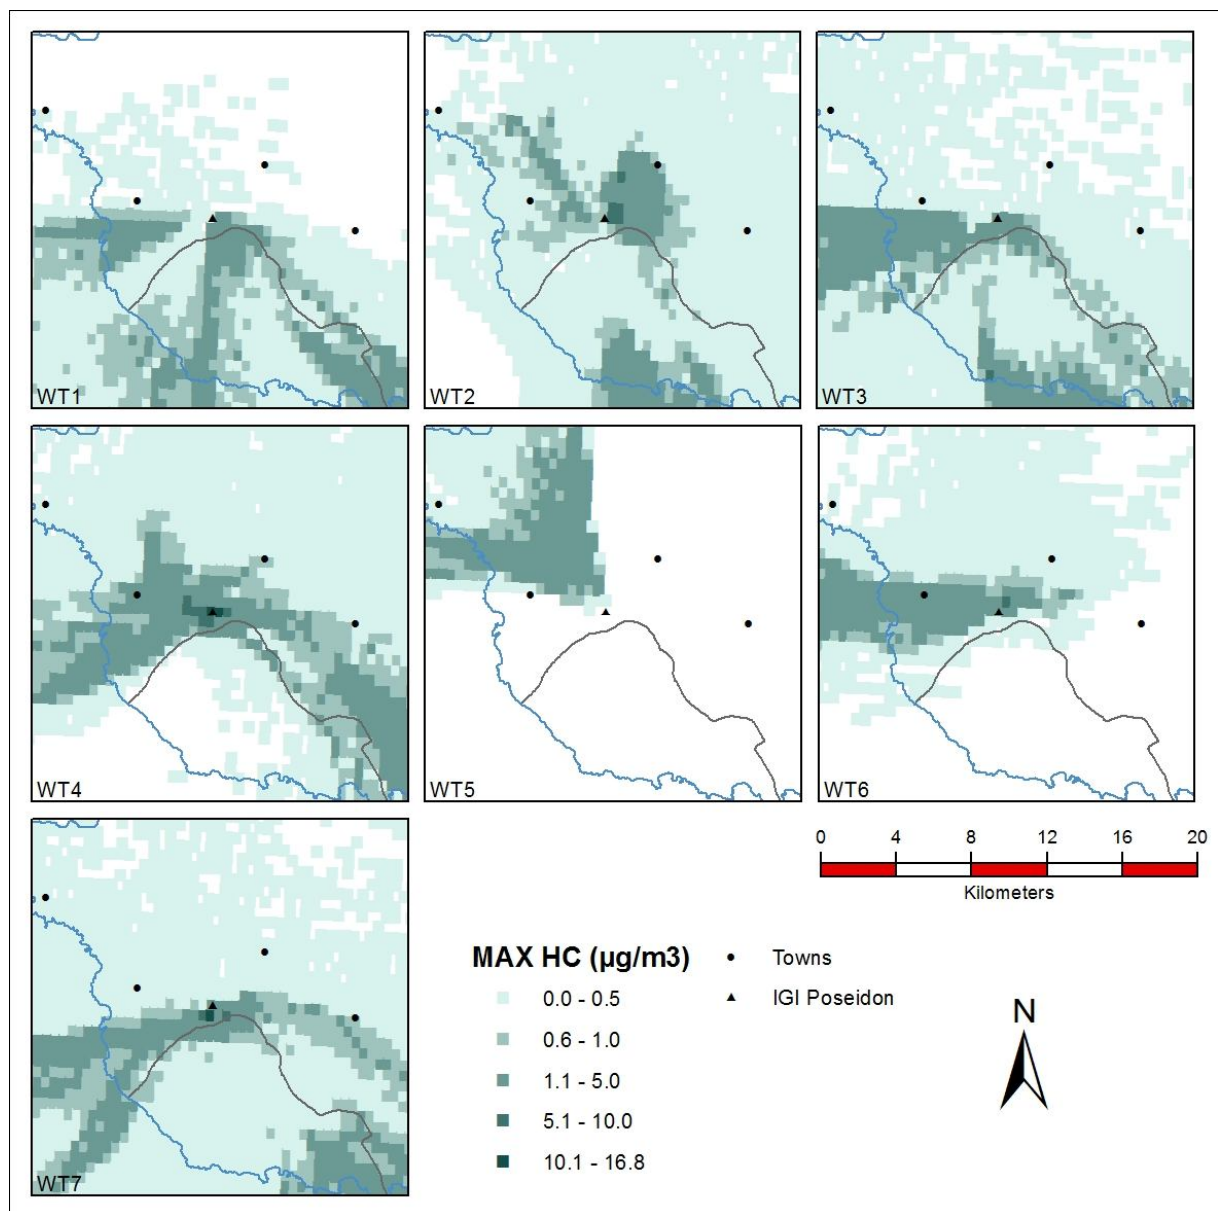 WT1
WT2
WT3
WT4
WT5
WT6
0 4 8 12 16 20
Kilometers
WT7
MAX HC (µg/m3)
0.0 - 0.5
0.6 - 1.0
1.1 - 5.0
5.1 - 10.0
10.1 - 16.8
Towns
IGI Poseidon
N